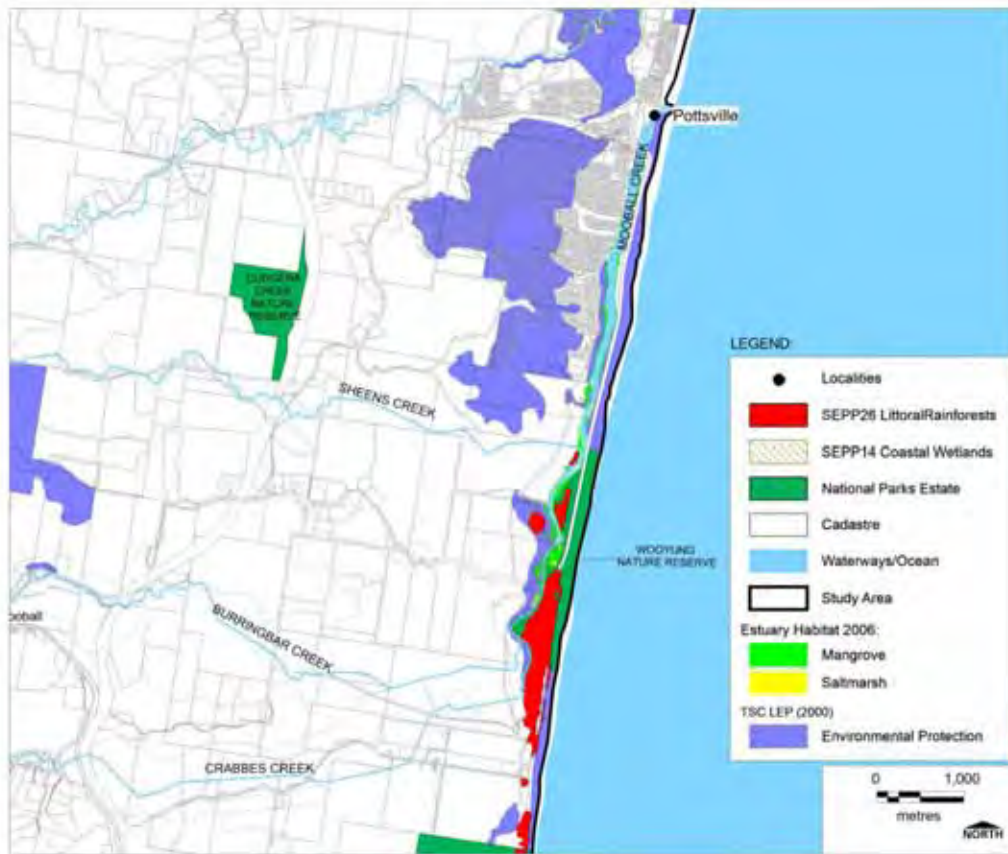 Pottsville
MOOBALL CREEK
CUDGERA
CREEK
NATURE
RESERVE
LEGEND:
Localities
SHEENS CREEK
SEPP26 LittoralRainforests
SEPP14 Coastal Wetlands
National Parks Estate
Cadastre
WOOYUNG
NATURE RESERVE
Waterways/Ocean
Study Area
ooball
BURRINGBAR CREEK
Estuary Habitat 2006:
Mangrove
Saltmarsh
TSC LEP (2000)
Environmental Protection
CRABBES CREEK
0 1,000
metres
NORTH